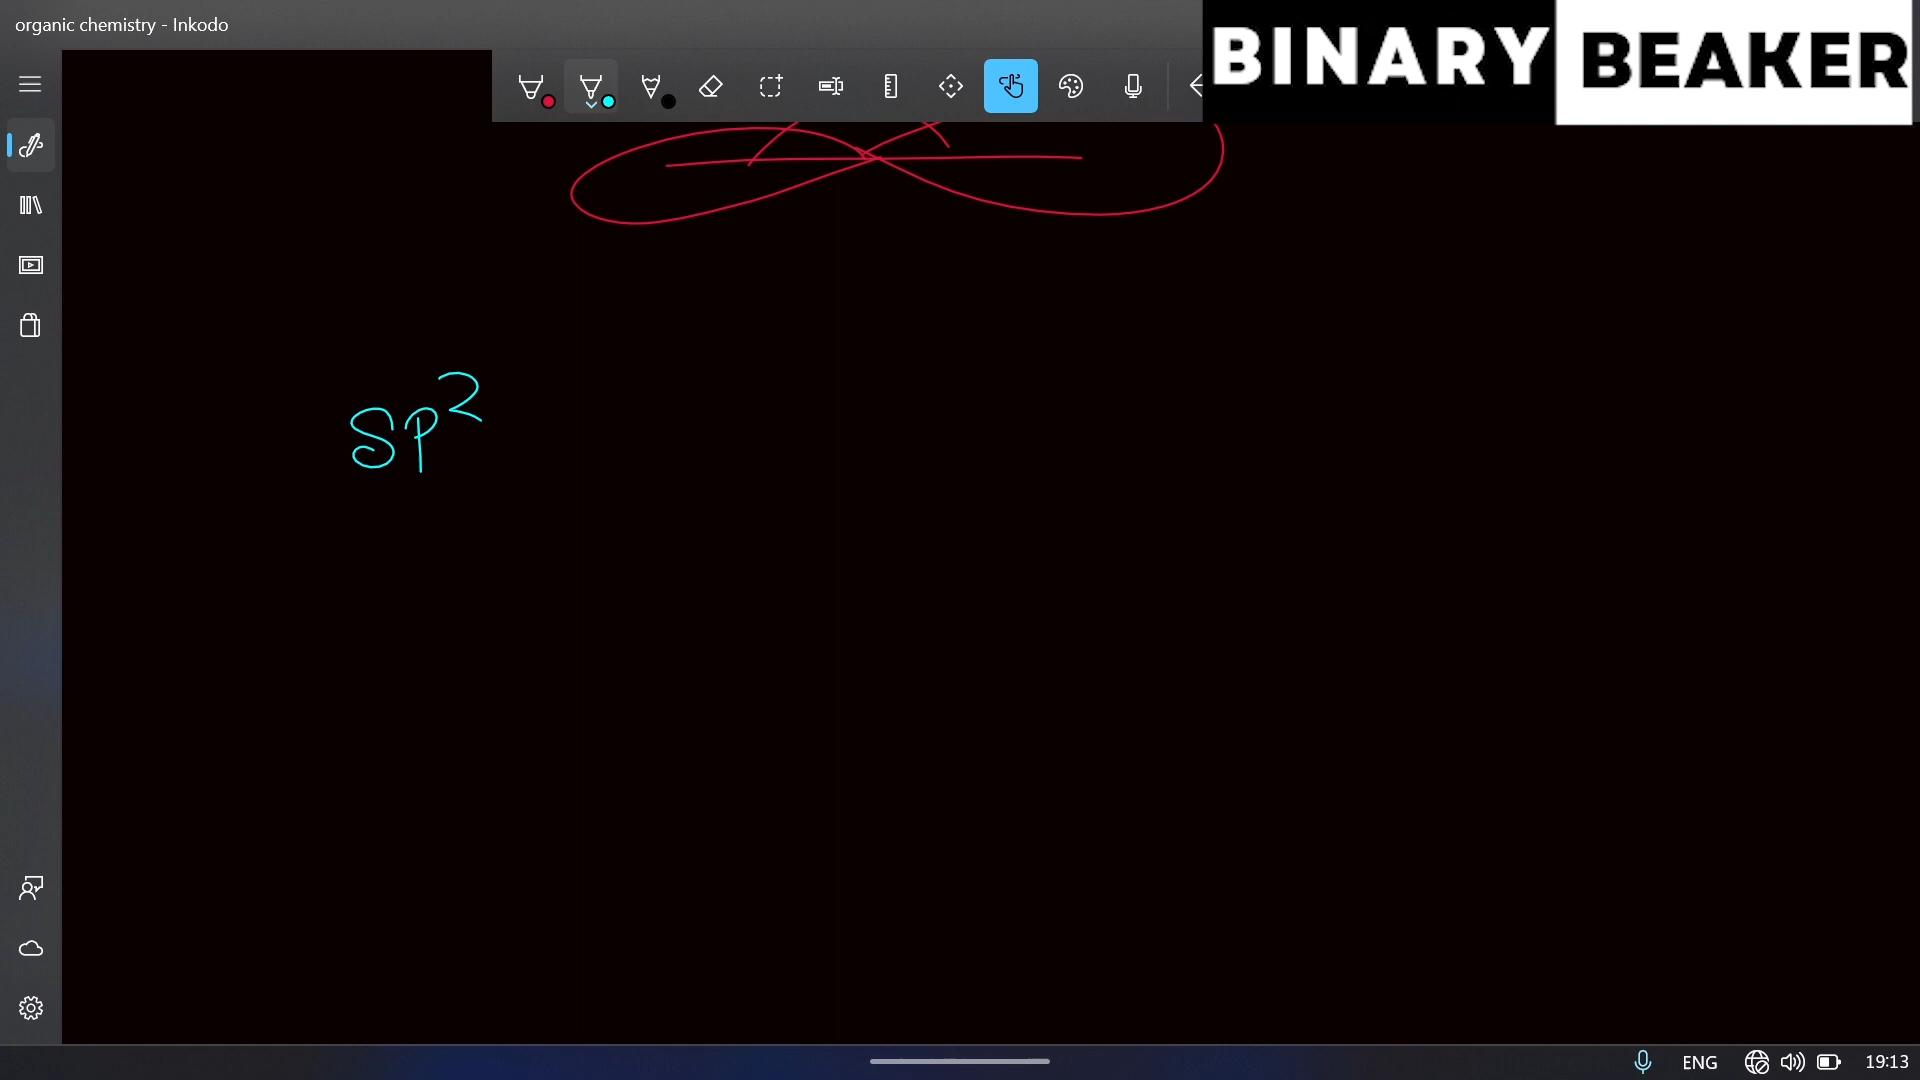 organic chemistry - Inkodo
BINARY BEAKER
sp²
ENG 19:13